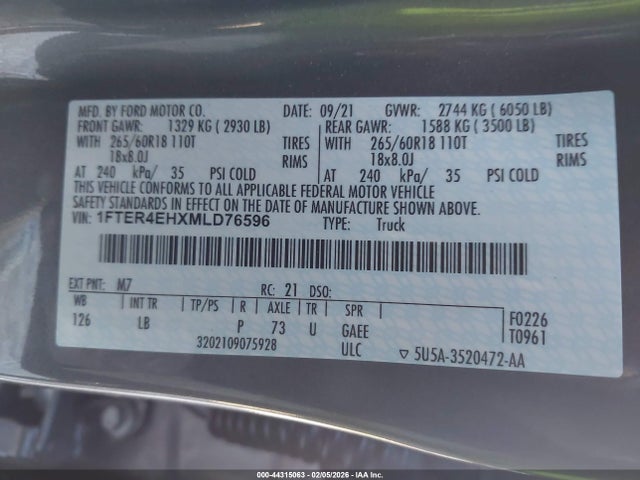 MFD. BY FORD MOTOR CO. DATE: 09/21 GVWR: 2744 KG ( 6050 LB)
FRONT GAWR: 1329 KG ( 2930 LB) REAR GAWR: 1588 KG ( 3500 LB)
WITH 265/60R18 110T TIRES WITH 265/60R18 110T TIRES
18x8.0J RIMS 18x8.0J RIMS
AT 240 kPa/ 35 PSI COLD AT 240 kPa/ 35 PSI COLD
THIS VEHICLE CONFORMS TO ALL APPLICABLE FEDERAL MOTOR VEHICLE
SAFETY STANDARDS IN EFFECT ON THE DATE OF MANUFACTURE SHOWN ABOVE.
VIN: 1FTER4EHXMLD76596 TYPE: Truck
EXT PNT: M7 RC: 21 DSO:
WB INT TR TP/PS R AXLE TR SPR F0226
126 LB P 73 U GAEE T0961
3202109075928 ULC ▽ 5U5A-3520472-AA
000-44315063 - 02/05/2026 - IAA Inc.